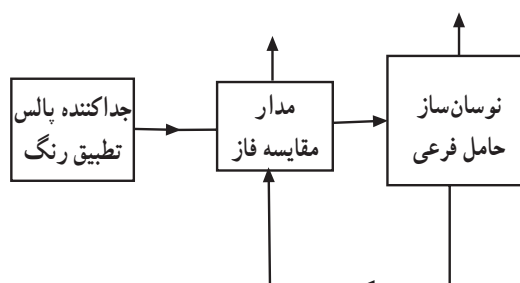 جداکننده پالس
تطبیق رنگ
مدار
مقایسه فاز
نوسان‌ساز
حامل فرعی